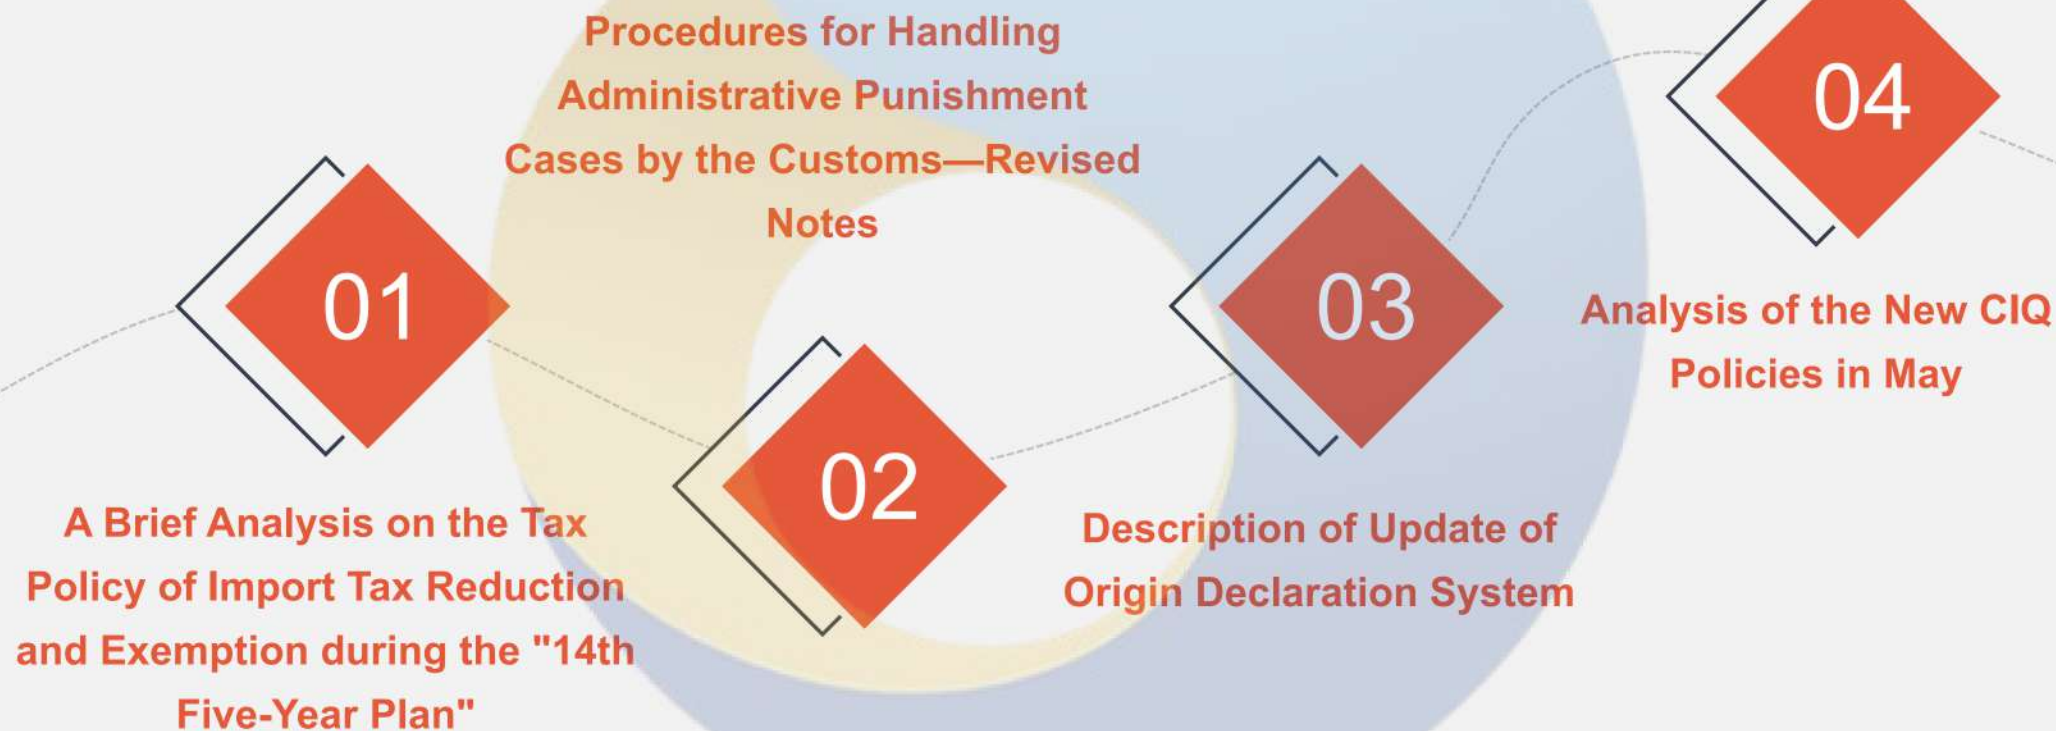 01
A Brief Analysis on the Tax
Policy of Import Tax Reduction
and Exemption during the "14th
Five-Year Plan"
Procedures for Handling
Administrative Punishment
Cases by the Customs—Revised
Notes
02
03
Description of Update of
Origin Declaration System
04
Analysis of the New CIQ
Policies in May